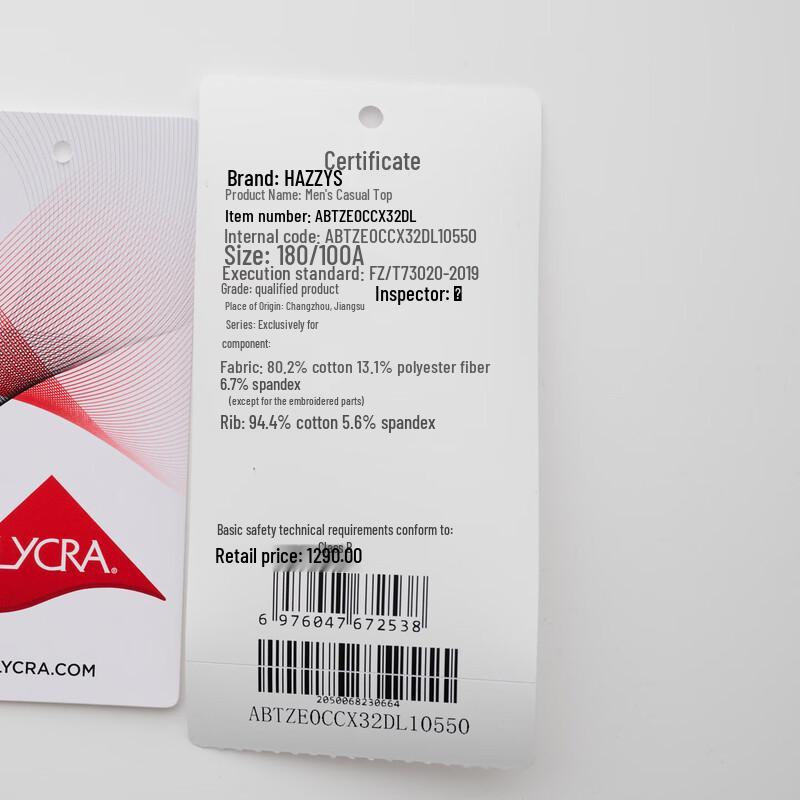 Certificate
Brand: HAZZYS
Product Name: Men's Casual Top
Item number: ABTZE0CCX32DL
Internal code: ABTZE0CCX32DL10550
Size: 180/100A
Execution standard: FZ/T73020-2019
Grade: qualified product
Inspector:
Place of Origin: Changzhou, Jiangsu
Series: Exclusively for
component:
Fabric: 80.2% cotton 13.1% polyester fiber
6.7% spandex
(except for the embroidered parts)
Rib: 94.4% cotton 5.6% spandex
Basic safety technical requirements conform to:
Retail price: 1290.00
6 976047 672538
2050068230664
ABTZE0CCX32DL10550
LYCRA®
LYCRA.COM